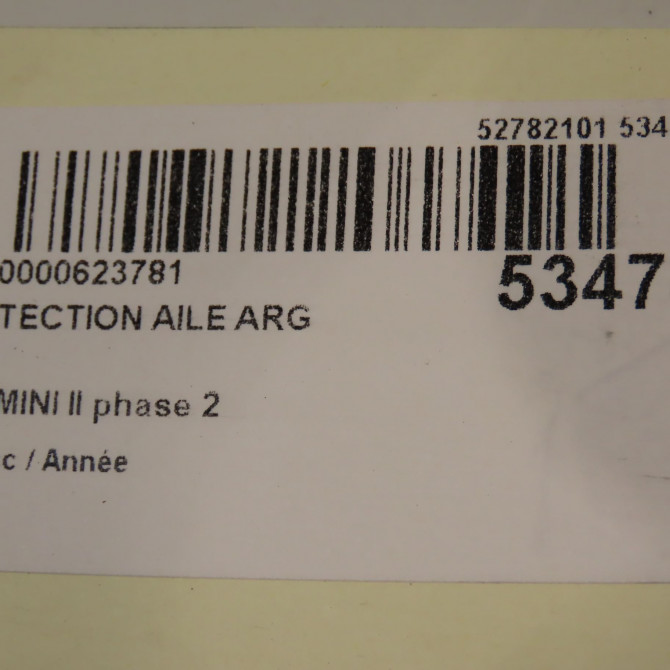 52782101 534
0000623781
5347
TECTION AILE ARG
MINI II phase 2
c / Année